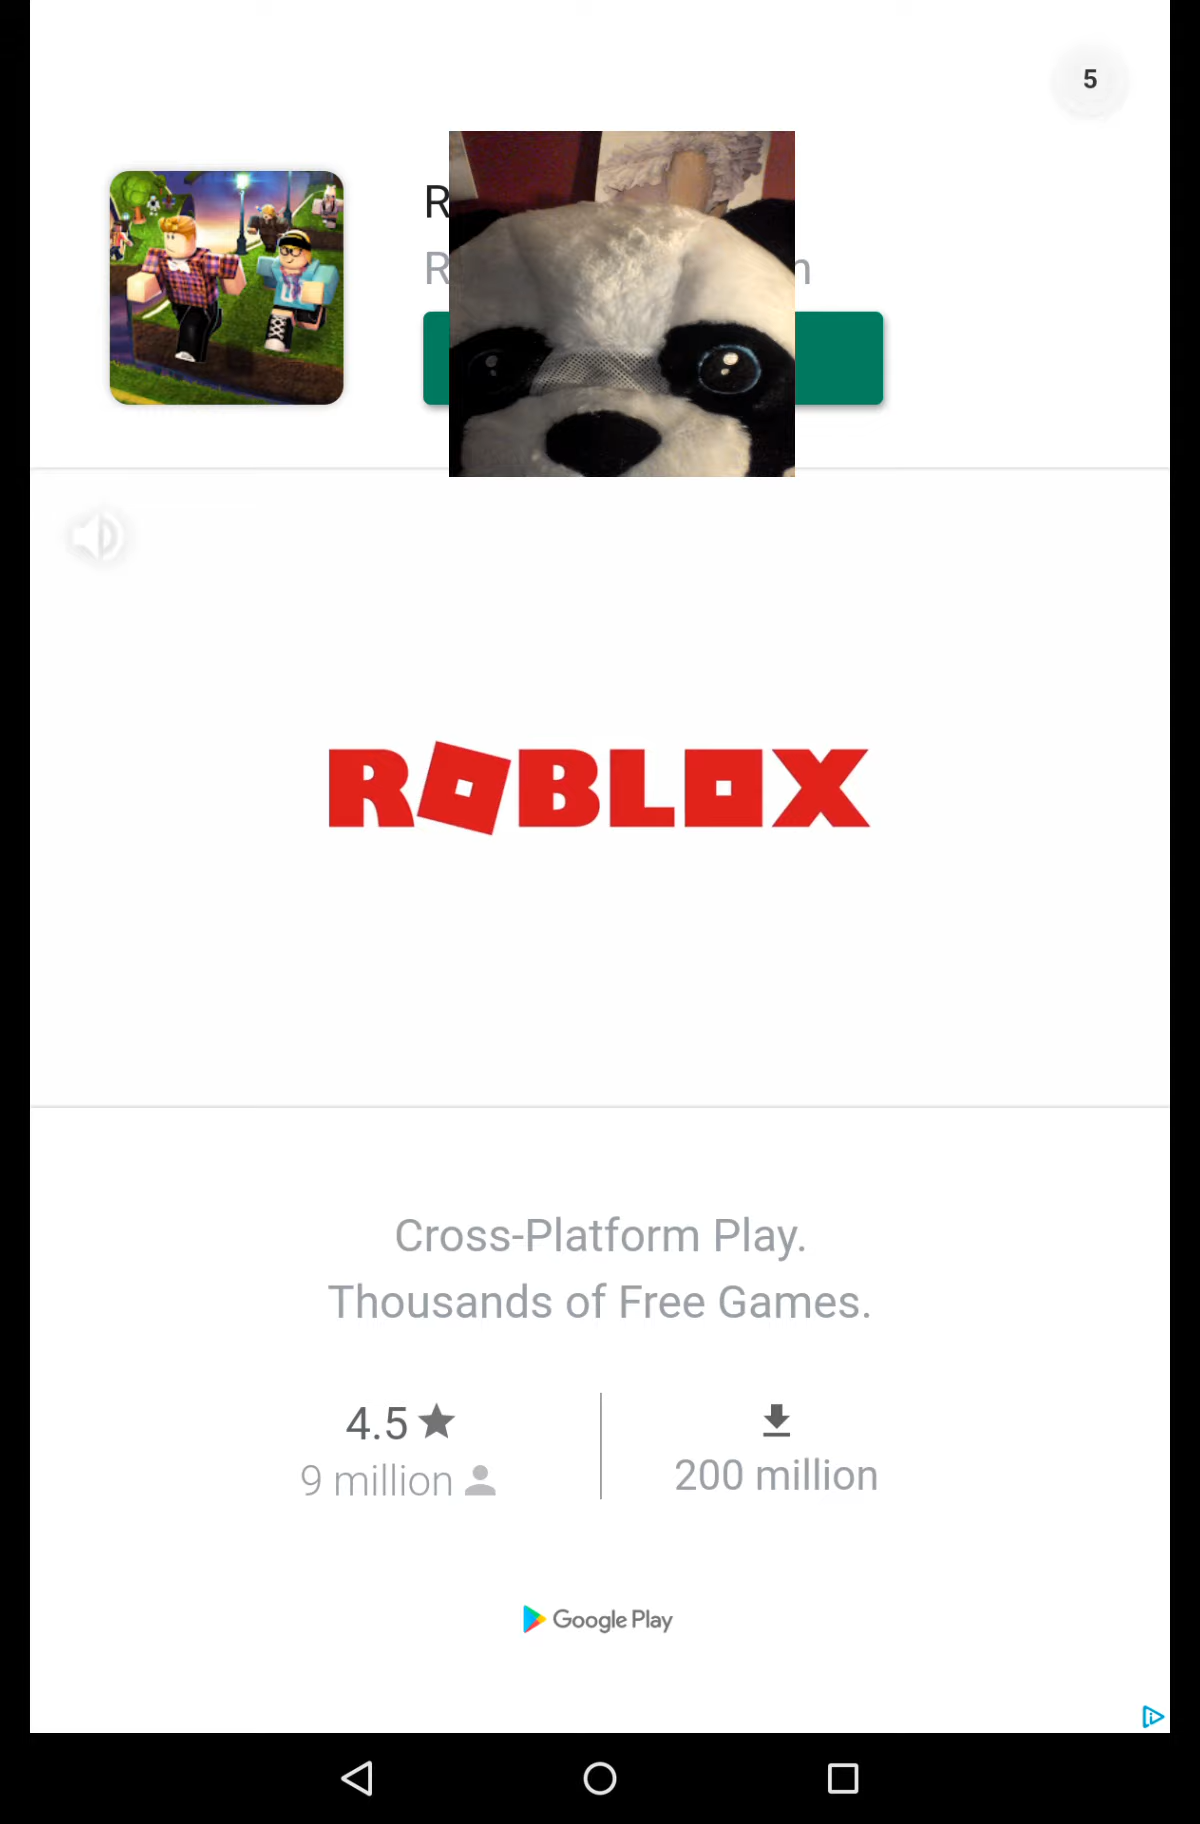 5
ROBLOX
Cross-Platform Play.
Thousands of Free Games.
4.5
9 million
200 million
Google Play